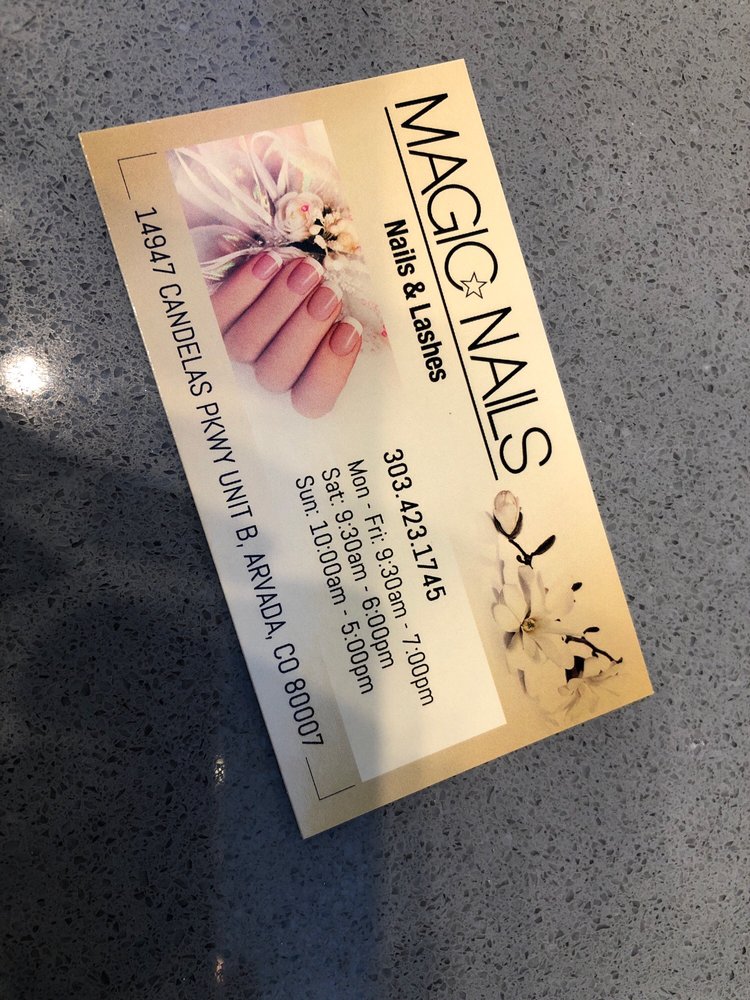 MAGIC NAILS
Nails & Lashes
303.423.1745
Mon - Fri: 9:30am - 7:00pm
Sat: 9:30am - 6:00pm
Sun: 10:00am - 5:00pm
14947 CANDELAS PKWY UNIT B, ARVADA, CO 80007